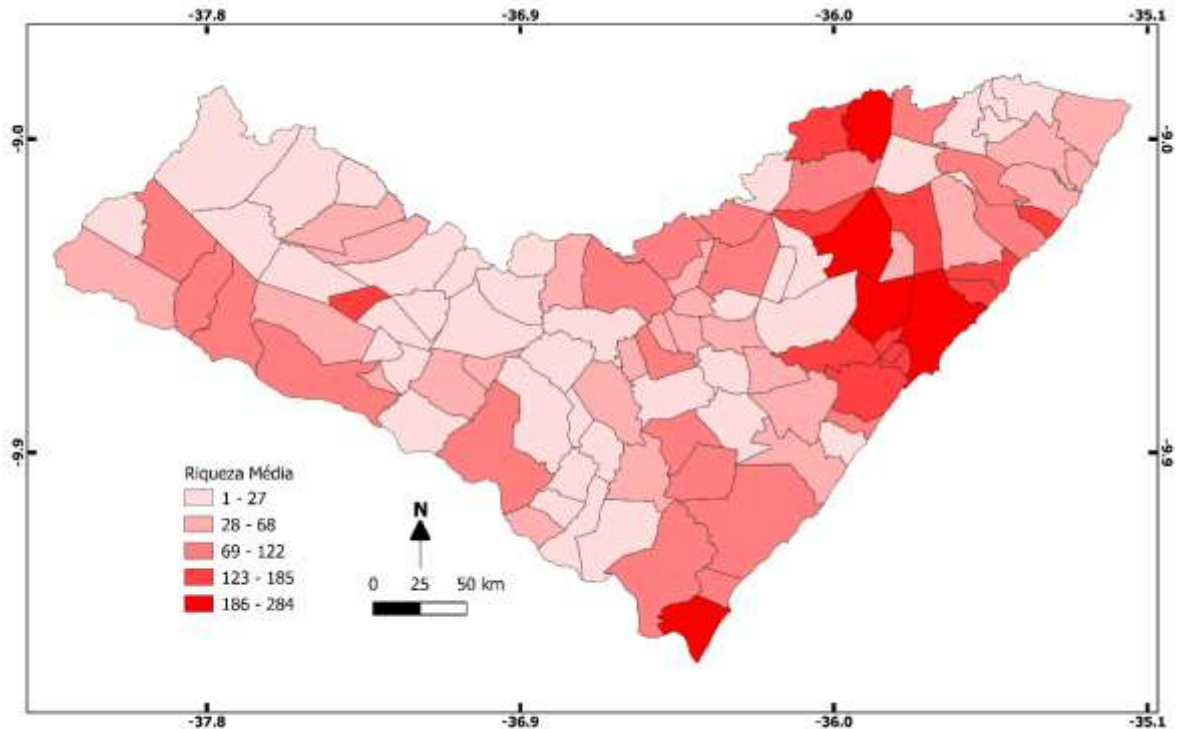 -37.8 -36.9 -36.0 -35.1
-9.0 -9.0
-9.9 -9.9
Riqueza Média
1 - 27
28 - 68
69 - 122
123 - 185
186 - 284
N
0 25 50 km
-37.8 -36.9 -36.0 -35.1